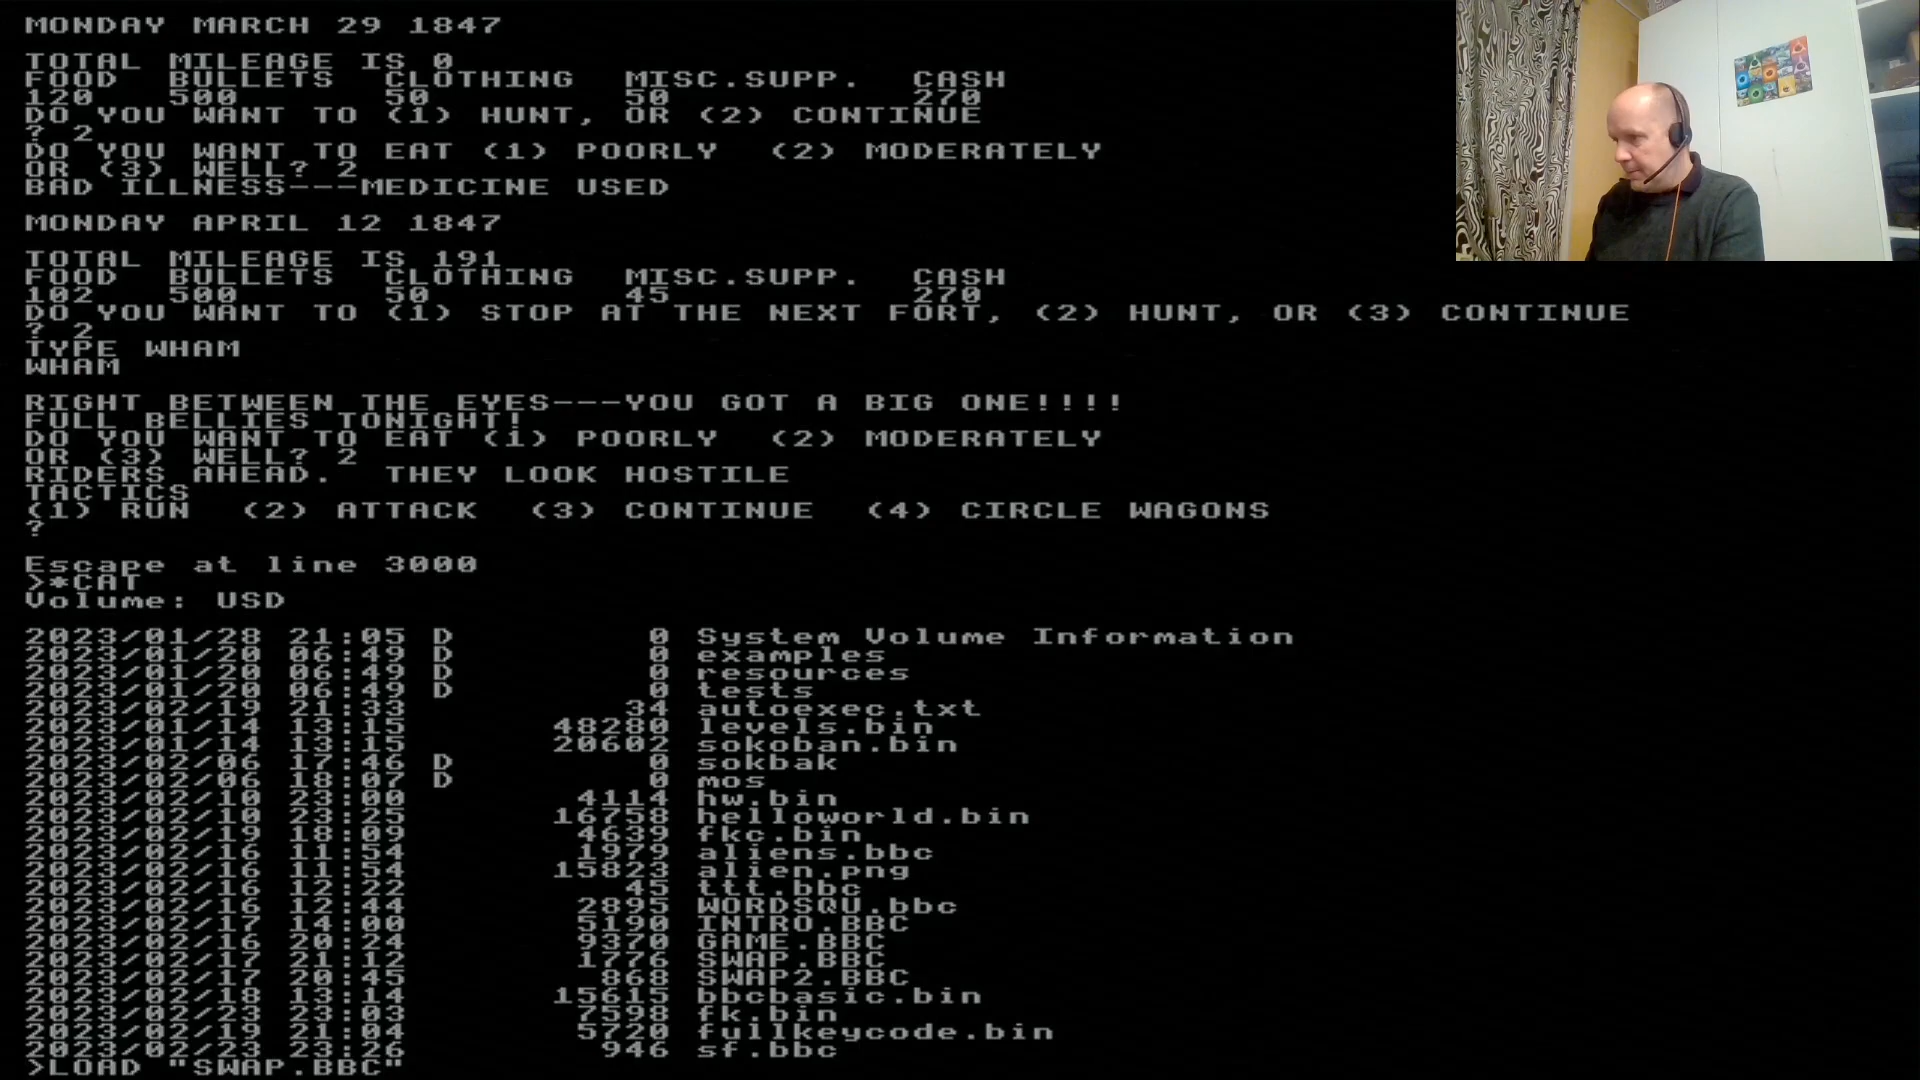 MONDAY MARCH 29 1847
TOTAL MILEAGE IS 0
FOOD BULLETS CLOTHING MISC.SUPP. CASH
120 500 50 50 270
DO YOU WANT TO (1) HUNT, OR (2) CONTINUE
? 2
DO YOU WANT TO EAT (1) POORLY (2) MODERATELY
OR (3) WELL? 2
BAD ILLNESS---MEDICINE USED
MONDAY APRIL 12 1847
TOTAL MILEAGE IS 191
FOOD BULLETS CLOTHING MISC.SUPP. CASH
102 500 50 45 270
DO YOU WANT TO (1) STOP AT THE NEXT FORT, (2) HUNT, OR (3) CONTINUE
? 2
TYPE WHAM
WHAM
RIGHT BETWEEN THE EYES---YOU GOT A BIG ONE!!!!
FULL BELLIES TONIGHT!
DO YOU WANT TO EAT (1) POORLY (2) MODERATELY
OR (3) WELL? 2
RIDERS AHEAD. THEY LOOK HOSTILE
TACTICS
(1) RUN (2) ATTACK (3) CONTINUE (4) CIRCLE WAGONS
?
Escape at line 3000
>*CAT
Volume: USD
2023/01/28 21:05 D 0 System Volume Information
2023/01/20 06:49 D 0 examples
2023/01/20 06:49 D 0 resources
2023/01/20 06:49 D 0 tests
2023/02/19 21:33 34 autoexec.txt
2023/01/14 13:15 48280 levels.bin
2023/01/14 13:15 20602 sokoban.bin
2023/02/06 17:46 D 0 sokbak
2023/02/06 18:07 D 0 mos
2023/02/10 23:00 4114 hw.bin
2023/02/10 23:25 16758 helloworld.bin
2023/02/19 18:09 4639 fkc.bin
2023/02/16 11:54 1979 aliens.bbc
2023/02/16 11:54 15823 alien.png
2023/02/16 12:22 45 ttt.bbc
2023/02/16 12:44 2895 WORDSQU.bbc
2023/02/17 14:00 5190 INTRO.BBC
2023/02/16 20:24 9370 GAME.BBC
2023/02/17 21:12 1776 SWAP.BBC
2023/02/17 20:45 868 SWAP2.BBC
2023/02/18 13:14 15615 bbcbasic.bin
2023/02/23 23:03 7598 fk.bin
2023/02/19 21:04 5720 fullkeycode.bin
2023/02/23 23:26 946 sf.bbc
>LOAD "SWAP.BBC"